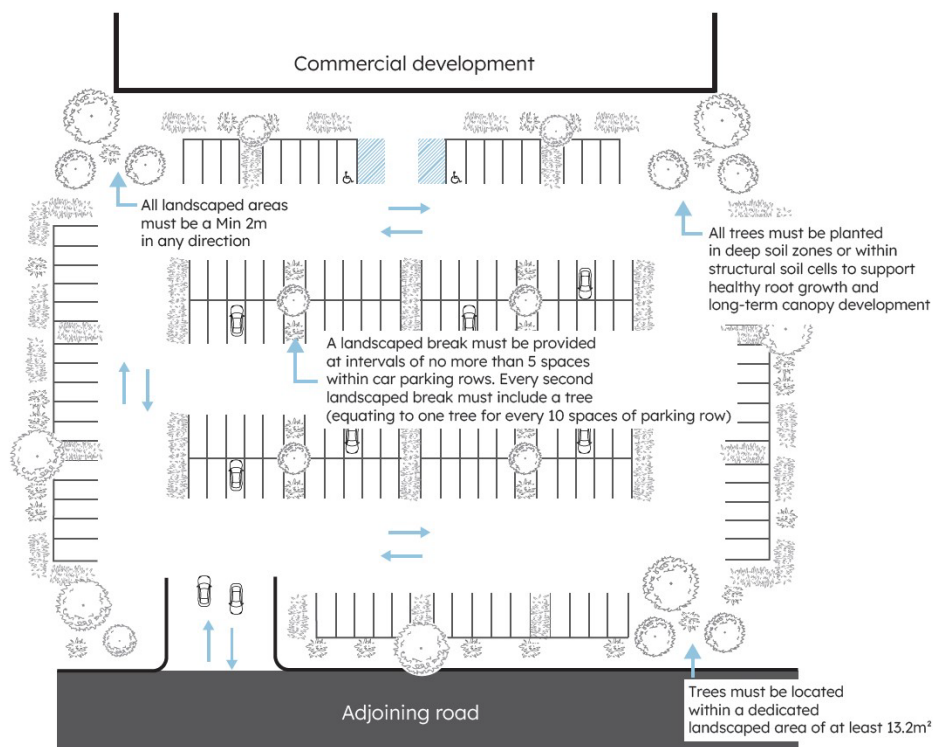 Commercial development
All landscaped areas
must be a Min 2m
in any direction
All trees must be planted
in deep soil zones or within
structural soil cells to support
healthy root growth and
long-term canopy development
A landscaped break must be provided
at intervals of no more than 5 spaces
within car parking rows. Every second
landscaped break must include a tree
(equating to one tree for every 10 spaces of parking row)
Trees must be located
within a dedicated
landscaped area of at least 13.2m²
Adjoining road